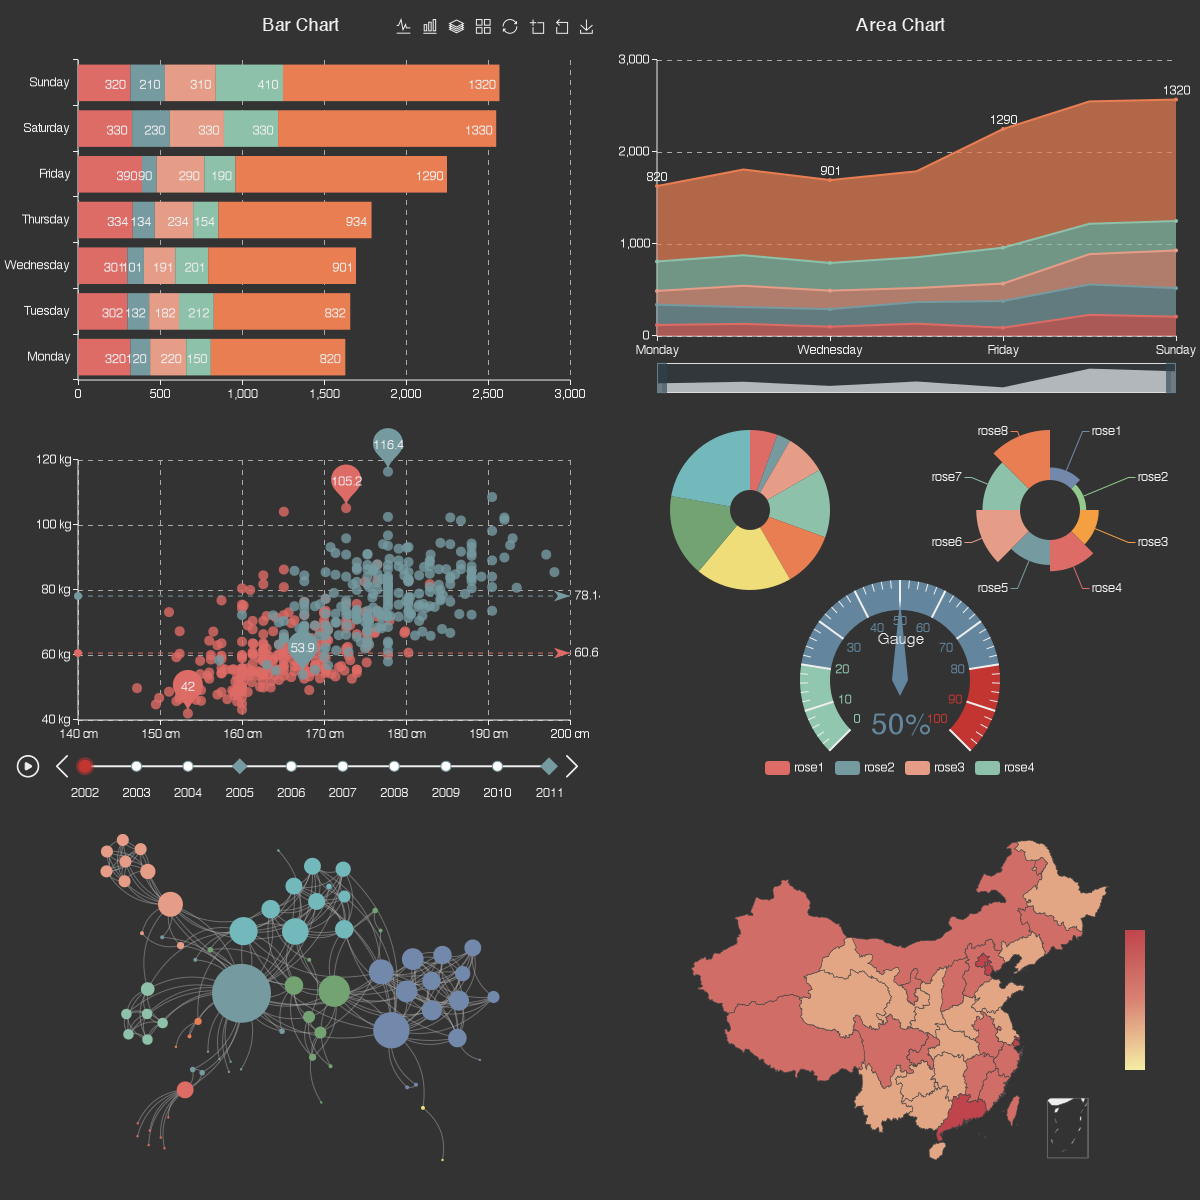 Bar Chart
Sunday 320 210 310 410 1320
Saturday 330 230 330 330 1330
Friday 390 90 290 190 1290
Thursday 334 134 234 154 934
Wednesday 301 101 191 201 901
Tuesday 302 132 182 212 832
Monday 320 120 220 150 820
0 500 1,000 1,500 2,000 2,500 3,000
Area Chart
3,000
2,000
1,000
0
820 901 1290 1320
Monday Wednesday Friday Sunday
116.4
105.2
120 kg
100 kg
80 kg
60 kg
40 kg
78.1
60.6
53.9
42
140 cm 150 cm 160 cm 170 cm 180 cm 190 cm 200 cm
2002 2003 2004 2005 2006 2007 2008 2009 2010 2011
rose8 rose1
rose7 rose2
rose6 rose3
rose5 rose4
0 10 20 30 40 50 60 70 80 90 100
Gauge
50%
rose1 rose2 rose3 rose4